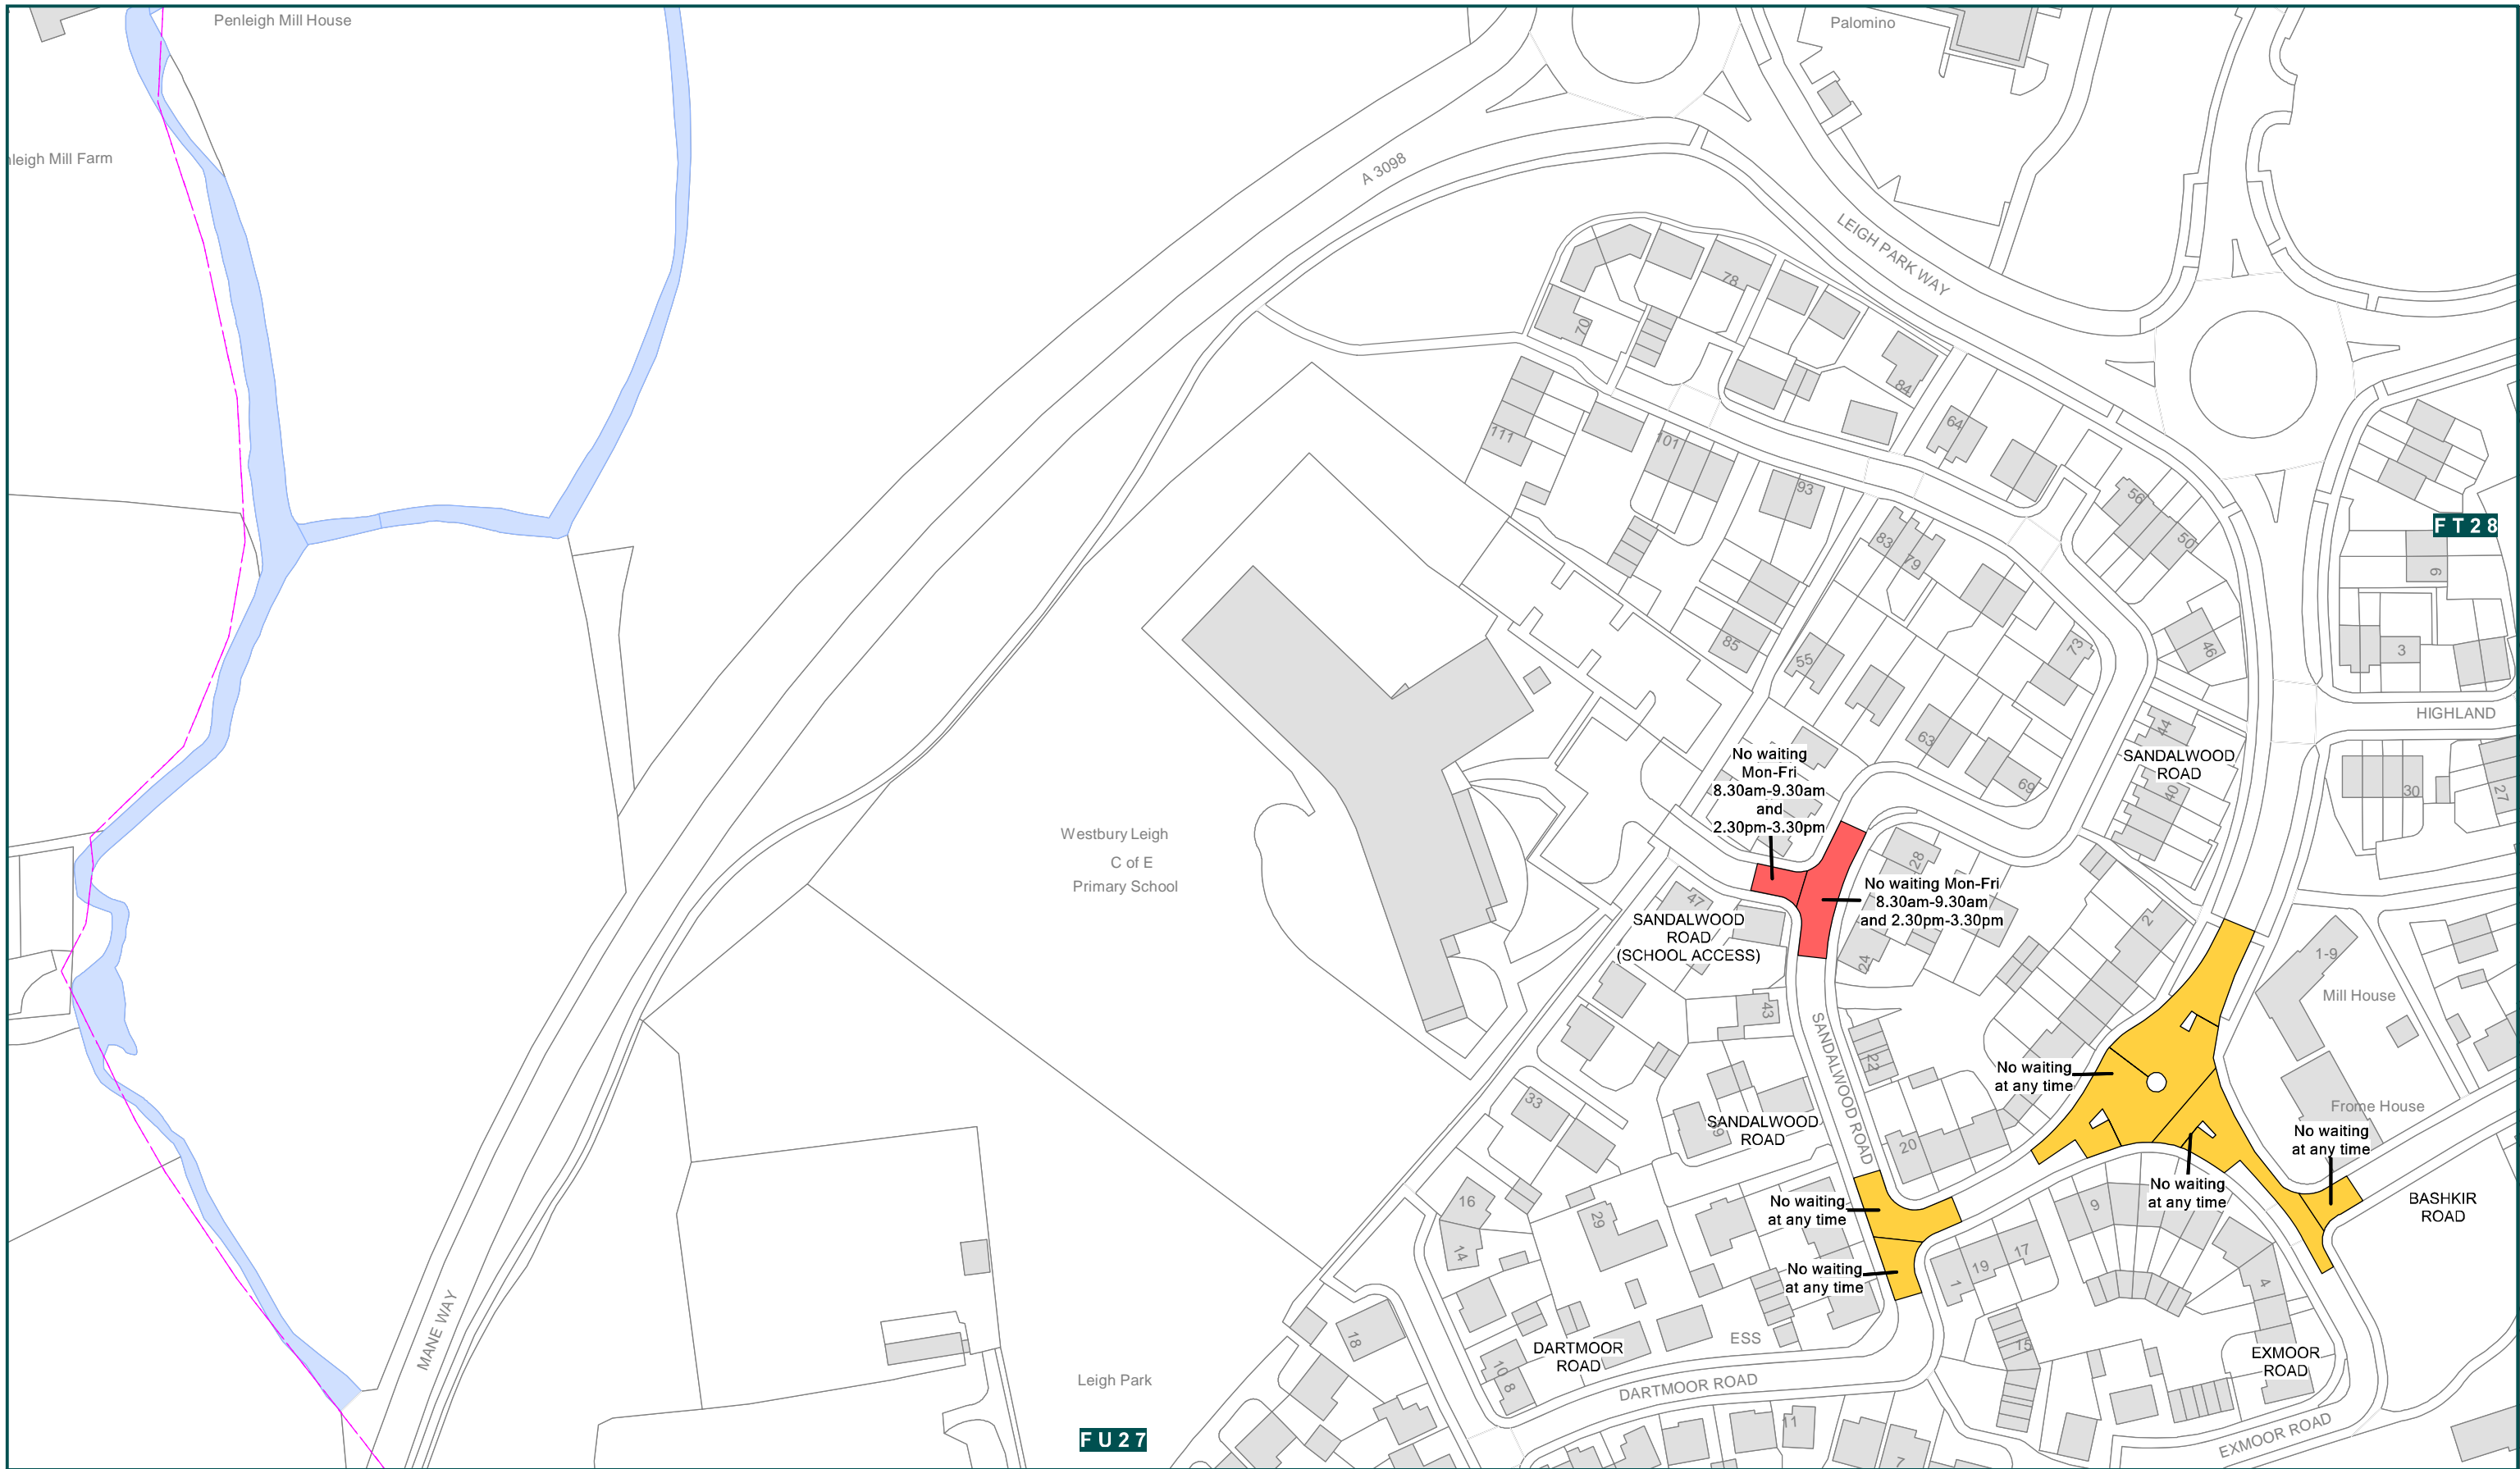 Penleigh Mill House
Palomino
nleigh Mill Farm
A 3098
LEIGH PARK WAY
78
70
84
64
111
101
93
56
50
FT28
83
79
9
85
55
73
46
3
HIGHLAND
63
69
44
SANDALWOOD
ROAD
40
30
27
No waiting
Mon-Fri
8.30am-9.30am
and
2.30pm-3.30pm
Westbury Leigh
C of E
Primary School
28
No waiting Mon-Fri
8.30am-9.30am
and 2.30pm-3.30pm
47
SANDALWOOD
ROAD
(SCHOOL ACCESS)
24
2
1-9
Mill House
43
SANDALWOOD ROAD
22
No waiting
at any time
33
39
SANDALWOOD
ROAD
20
Frome House
No waiting
at any time
16
14
29
No waiting
at any time
9
No waiting
at any time
BASHKIR
ROAD
No waiting
at any time
17
19
1
4
MANE WAY
18
ESS
DARTMOOR
ROAD
15
EXMOOR
ROAD
10
8
Leigh Park
DARTMOOR ROAD
11
FU27
7
EXMOOR ROAD